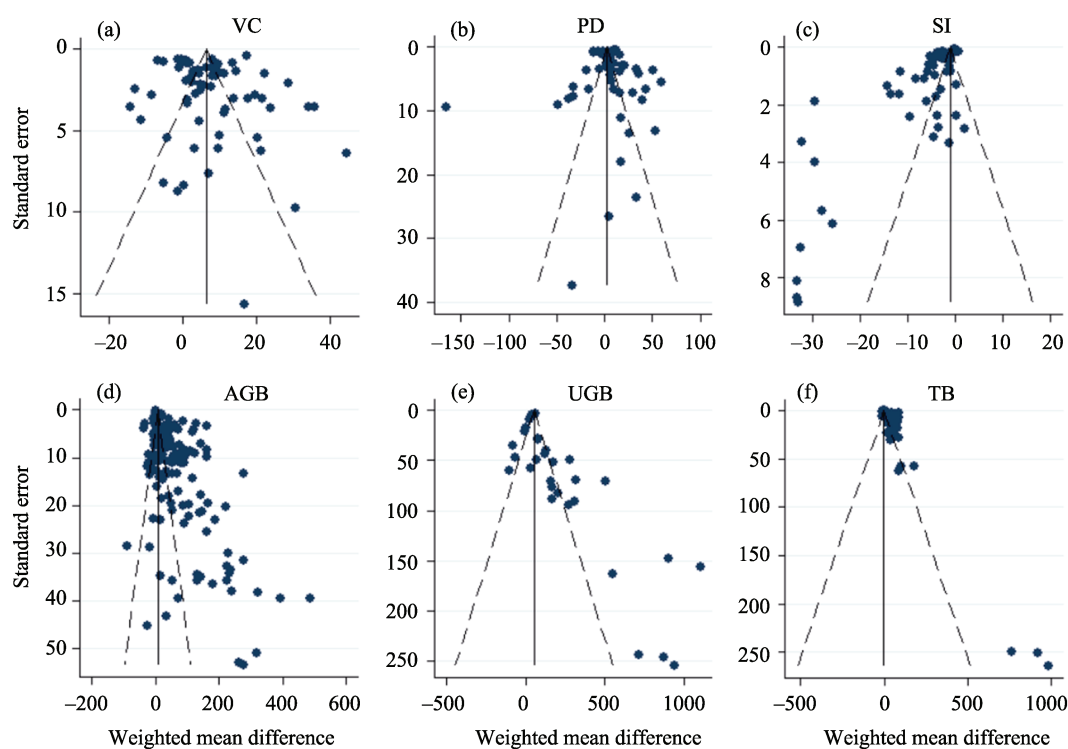 (a) VC (b) PD (c) SI
0 0 0
5 10 2
10 20 4
15 30 6
40 8
Standard error
–20 0 20 40 –150 –100 –50 0 50 100 –30 –20 –10 0 10 20
(d) AGB (e) UGB (f) TB
0 0 0
10 50 50
20 100 100
30 150 150
40 200 200
50 250 250
Standard error
–200 0 200 400 600 –500 0 500 1000 –500 0 500 1000
Weighted mean difference Weighted mean difference Weighted mean difference